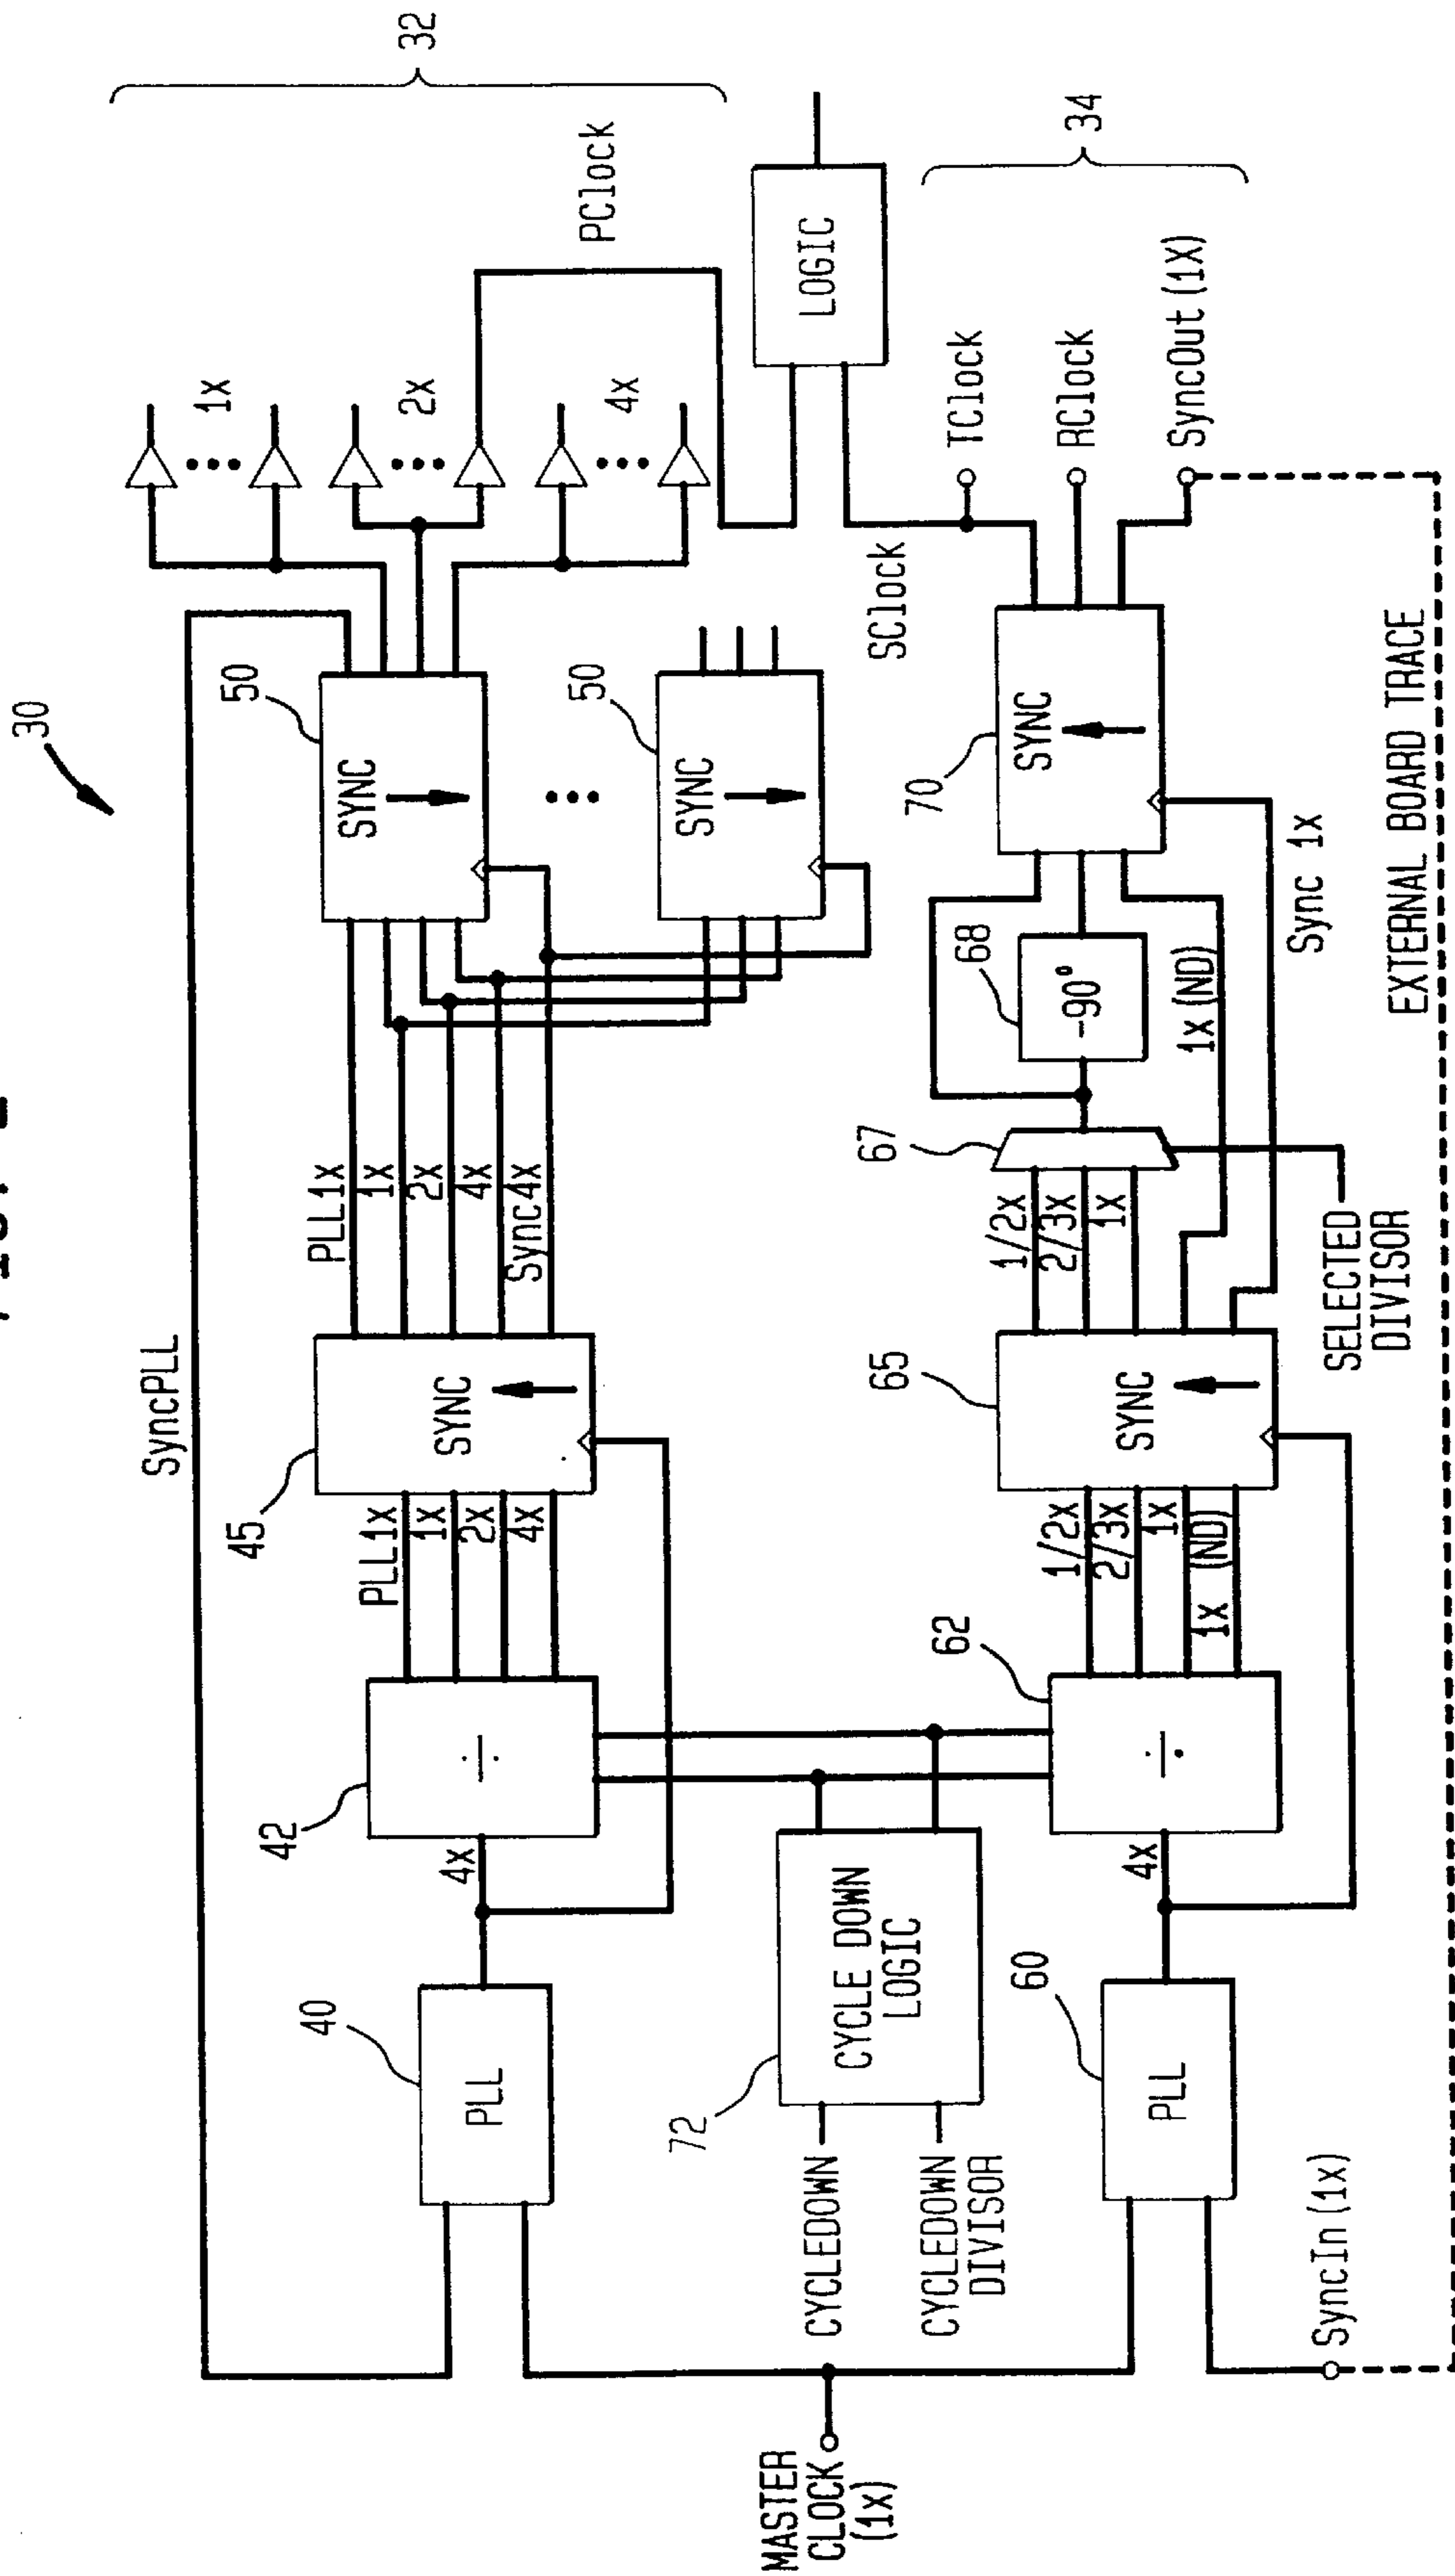 30
32
SyncPLL
40
PLL
4x
42
÷
PLL1x
1x
2x
4x
45
SYNC
PLL1x
1x
2x
4x
Sync4x
50
SYNC
50
SYNC
1x
2x
4x
PClock
LOGIC
MASTER
CLOCK
(1x)
CYCLEDOWN
CYCLEDOWN
DIVISOR
72
CYCLE DOWN
LOGIC
SClock
34
60
PLL
4x
62
÷
1/2x
2/3x
1x
1x (ND)
65
SYNC
1/2x
2/3x
1x
67
68
-90°
1x (ND)
70
SYNC
TClock
RClock
SyncOut (1X)
Sync 1x
SELECTED
DIVISOR
SyncIn (1x)
EXTERNAL BOARD TRACE